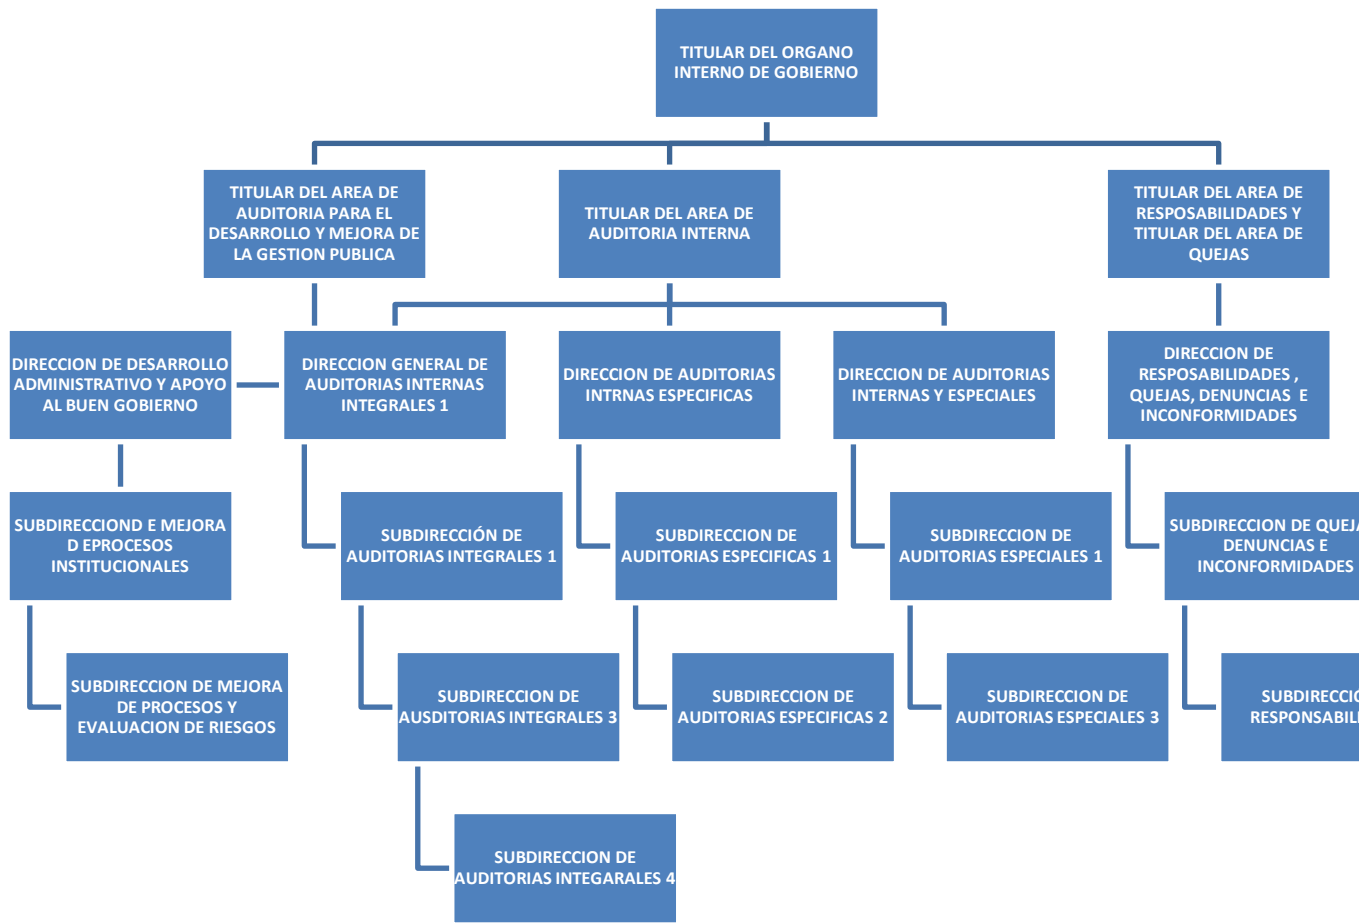 TITULAR DEL ORGANO
INTERNO DE GOBIERNO
TITULAR DEL AREA DE
AUDITORIA PARA EL
DESARROLLO Y MEJORA DE
LA GESTION PUBLICA
TITULAR DEL AREA DE
AUDITORIA INTERNA
TITULAR DEL AREA DE
RESPOSABILIDADES Y
TITULAR DEL AREA DE
QUEJAS
DIRECCION DE DESARROLLO
ADMINISTRATIVO Y APOYO
AL BUEN GOBIERNO
DIRECCION GENERAL DE
AUDITORIAS INTERNAS
INTEGRALES 1
DIRECCION DE AUDITORIAS
INTRNAS ESPECIFICAS
DIRECCION DE AUDITORIAS
INTERNAS Y ESPECIALES
DIRECCION DE
RESPOSABILIDADES ,
QUEJAS, DENUNCIAS E
INCONFORMIDADES
SUBDIRECCIOND E MEJORA
D EPROCESOS
INSTITUCIONALES
SUBDIRECCIÓN DE
AUDITORIAS INTEGRALES 1
SUBDIRECCION DE
AUDITORIAS ESPECIFICAS 1
SUBDIRECCION DE
AUDITORIAS ESPECIALES 1
SUBDIRECCION DE
DENUNCIAS E
INCONFORMIDADES
SUBDIRECCION DE MEJORA
DE PROCESOS Y
EVALUACION DE RIESGOS
SUBDIRECCION DE
AUSDITORIAS INTEGRALES 3
SUBDIRECCION DE
AUDITORIAS ESPECIFICAS 2
SUBDIRECCION DE
AUDITORIAS ESPECIALES 3
SUBDIRECCION DE
AUDITORIAS INTEGARALES 4